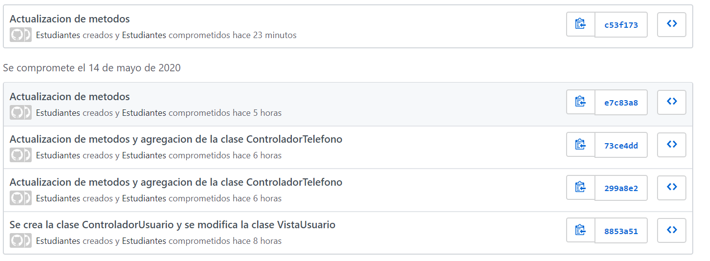 Actualizacion de metodos
Estudiantes creados y Estudiantes comprometidos hace 23 minutos
c53f173
Se compromete el 14 de mayo de 2020
Actualizacion de metodos
Estudiantes creados y Estudiantes comprometidos hace 5 horas
e7c83a8
Actualizacion de metodos y agregacion de la clase ControladorTelefono
Estudiantes creados y Estudiantes comprometidos hace 6 horas
73ce4dd
Actualizacion de metodos y agregacion de la clase ControladorTelefono
Estudiantes creados y Estudiantes comprometidos hace 6 horas
299a8e2
Se crea la clase ControladorUsuario y se modifica la clase VistaUsuario
Estudiantes creados y Estudiantes comprometidos hace 8 horas
8853a51